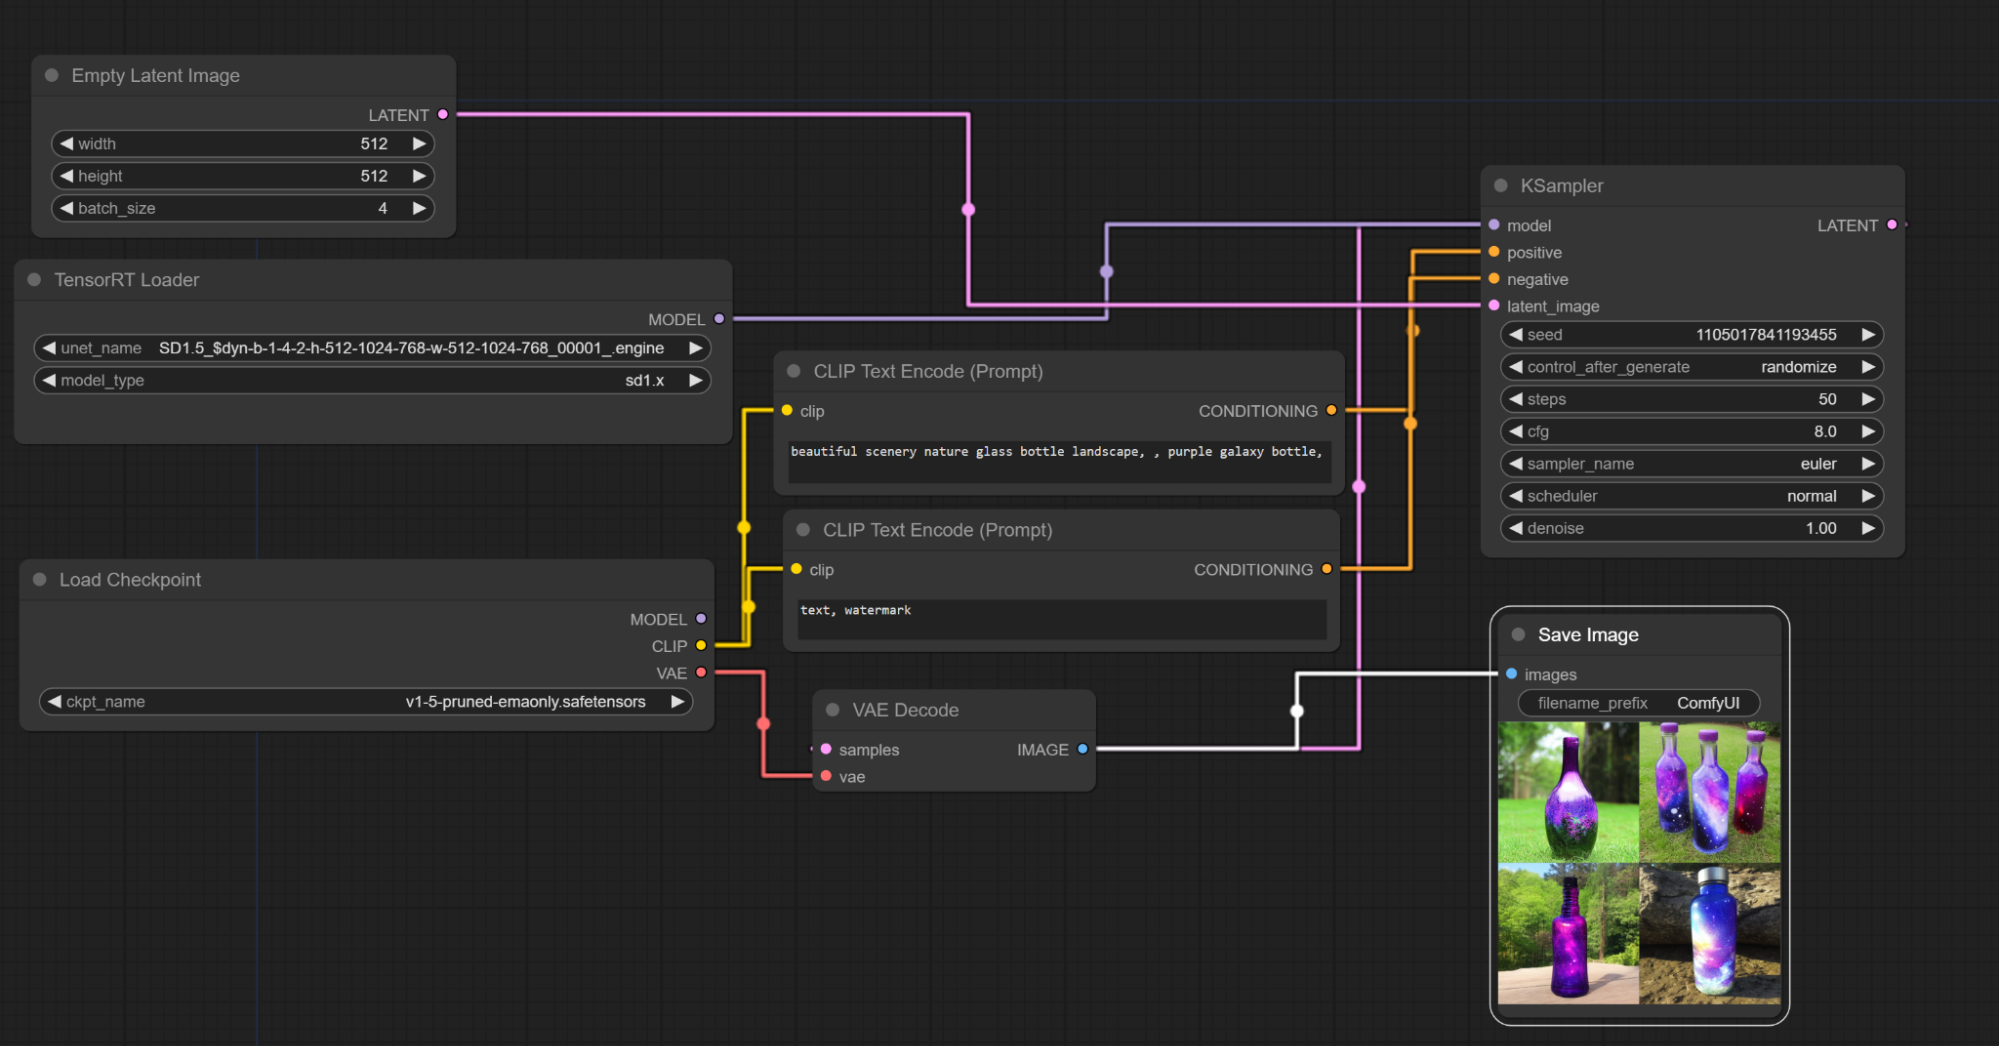 Empty Latent Image
LATENT
width 512
height 512
batch_size 4
TensorRT Loader
MODEL
unet_name SD1.5_$dyn-b-1-4-2-h-512-1024-768-w-512-1024-768_00001_.engine
model_type sd1.x
Load Checkpoint
MODEL
CLIP
VAE
ckpt_name v1-5-pruned-emaonly.safetensors
CLIP Text Encode (Prompt)
clip CONDITIONING
beautiful scenery nature glass bottle landscape, , purple galaxy bottle,
CLIP Text Encode (Prompt)
clip CONDITIONING
text, watermark
VAE Decode
samples IMAGE
vae
KSampler
model LATENT
positive
negative
latent_image
seed 1105017841193455
control_after_generate randomize
steps 50
cfg 8.0
sampler_name euler
scheduler normal
denoise 1.00
Save Image
images
filename_prefix ComfyUI